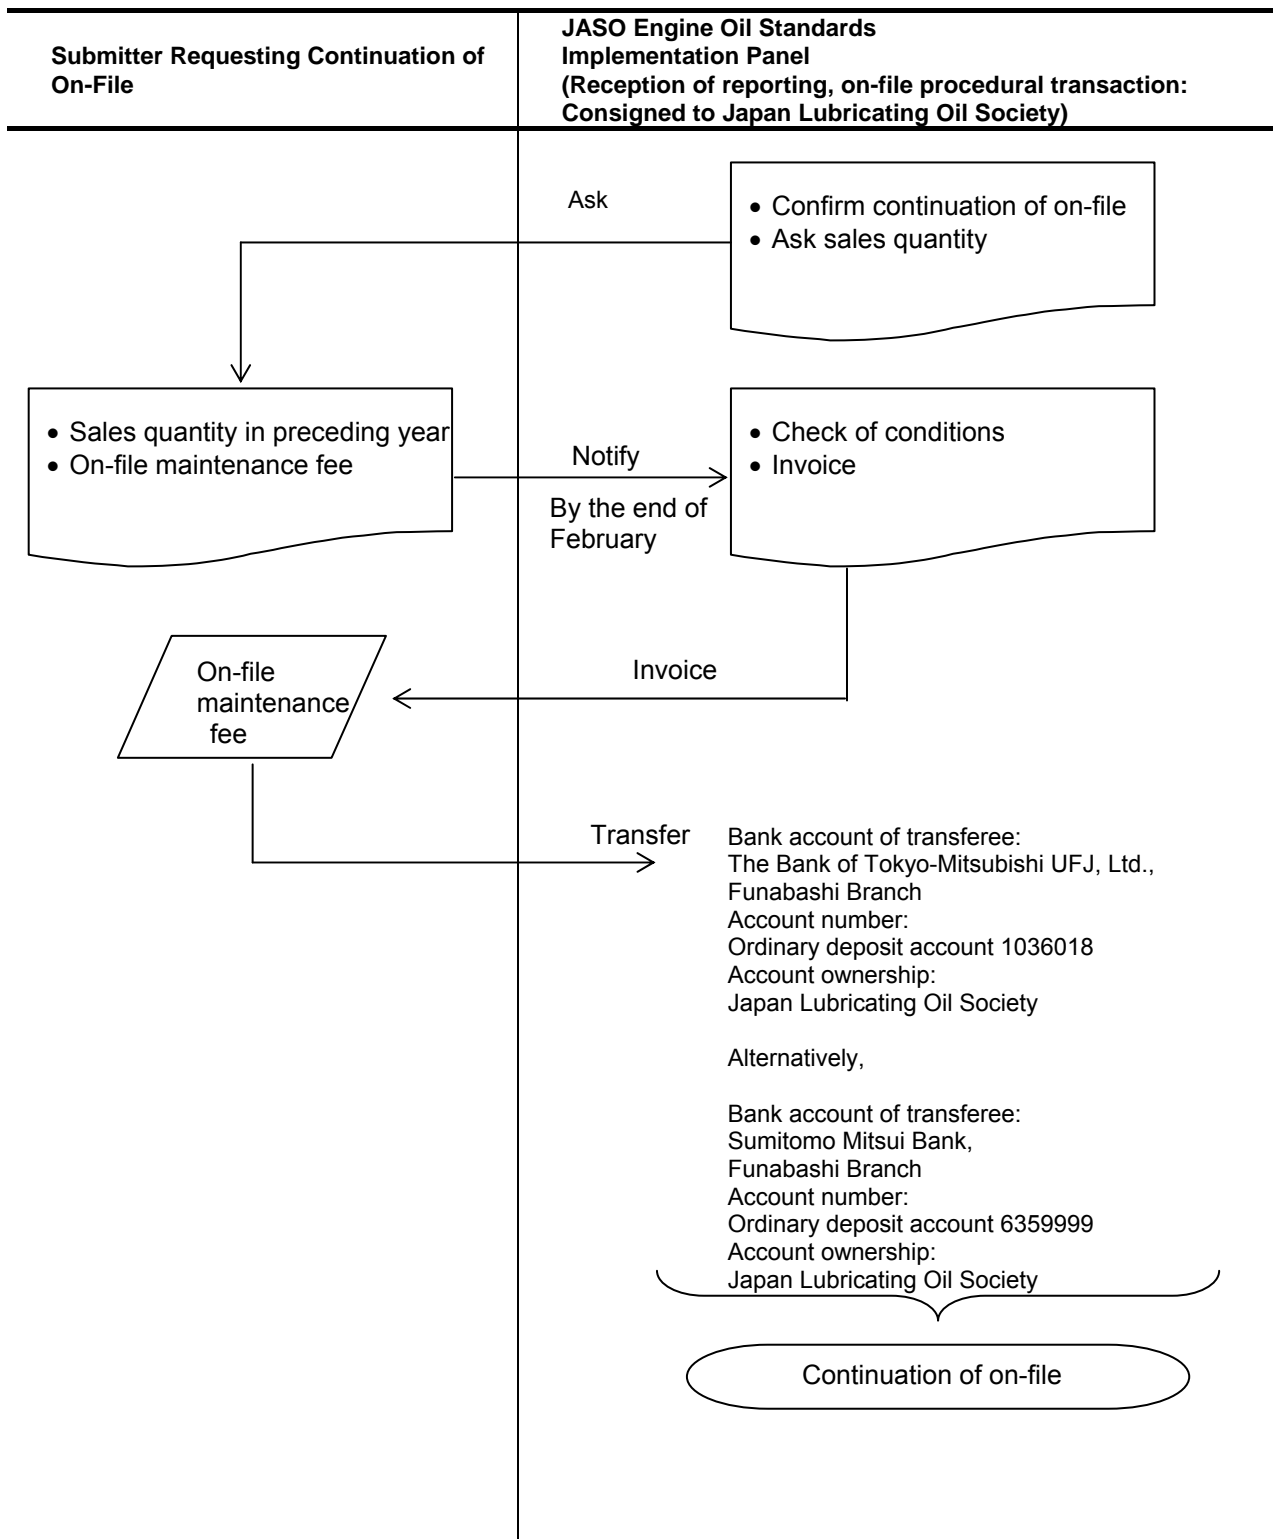 Submitter Requesting Continuation of
On-File
JASO Engine Oil Standards
Implementation Panel
(Reception of reporting, on-file procedural transaction:
Consigned to Japan Lubricating Oil Society)
Ask
• Confirm continuation of on-file
• Ask sales quantity
• Sales quantity in preceding year
• On-file maintenance fee
Notify
By the end of
February
• Check of conditions
• Invoice
On-file
maintenance
fee
Invoice
Transfer
Bank account of transferee:
The Bank of Tokyo-Mitsubishi UFJ, Ltd.,
Funabashi Branch
Account number:
Ordinary deposit account 1036018
Account ownership:
Japan Lubricating Oil Society
Alternatively,
Bank account of transferee:
Sumitomo Mitsui Bank,
Funabashi Branch
Account number:
Ordinary deposit account 6359999
Account ownership:
Japan Lubricating Oil Society
Continuation of on-file